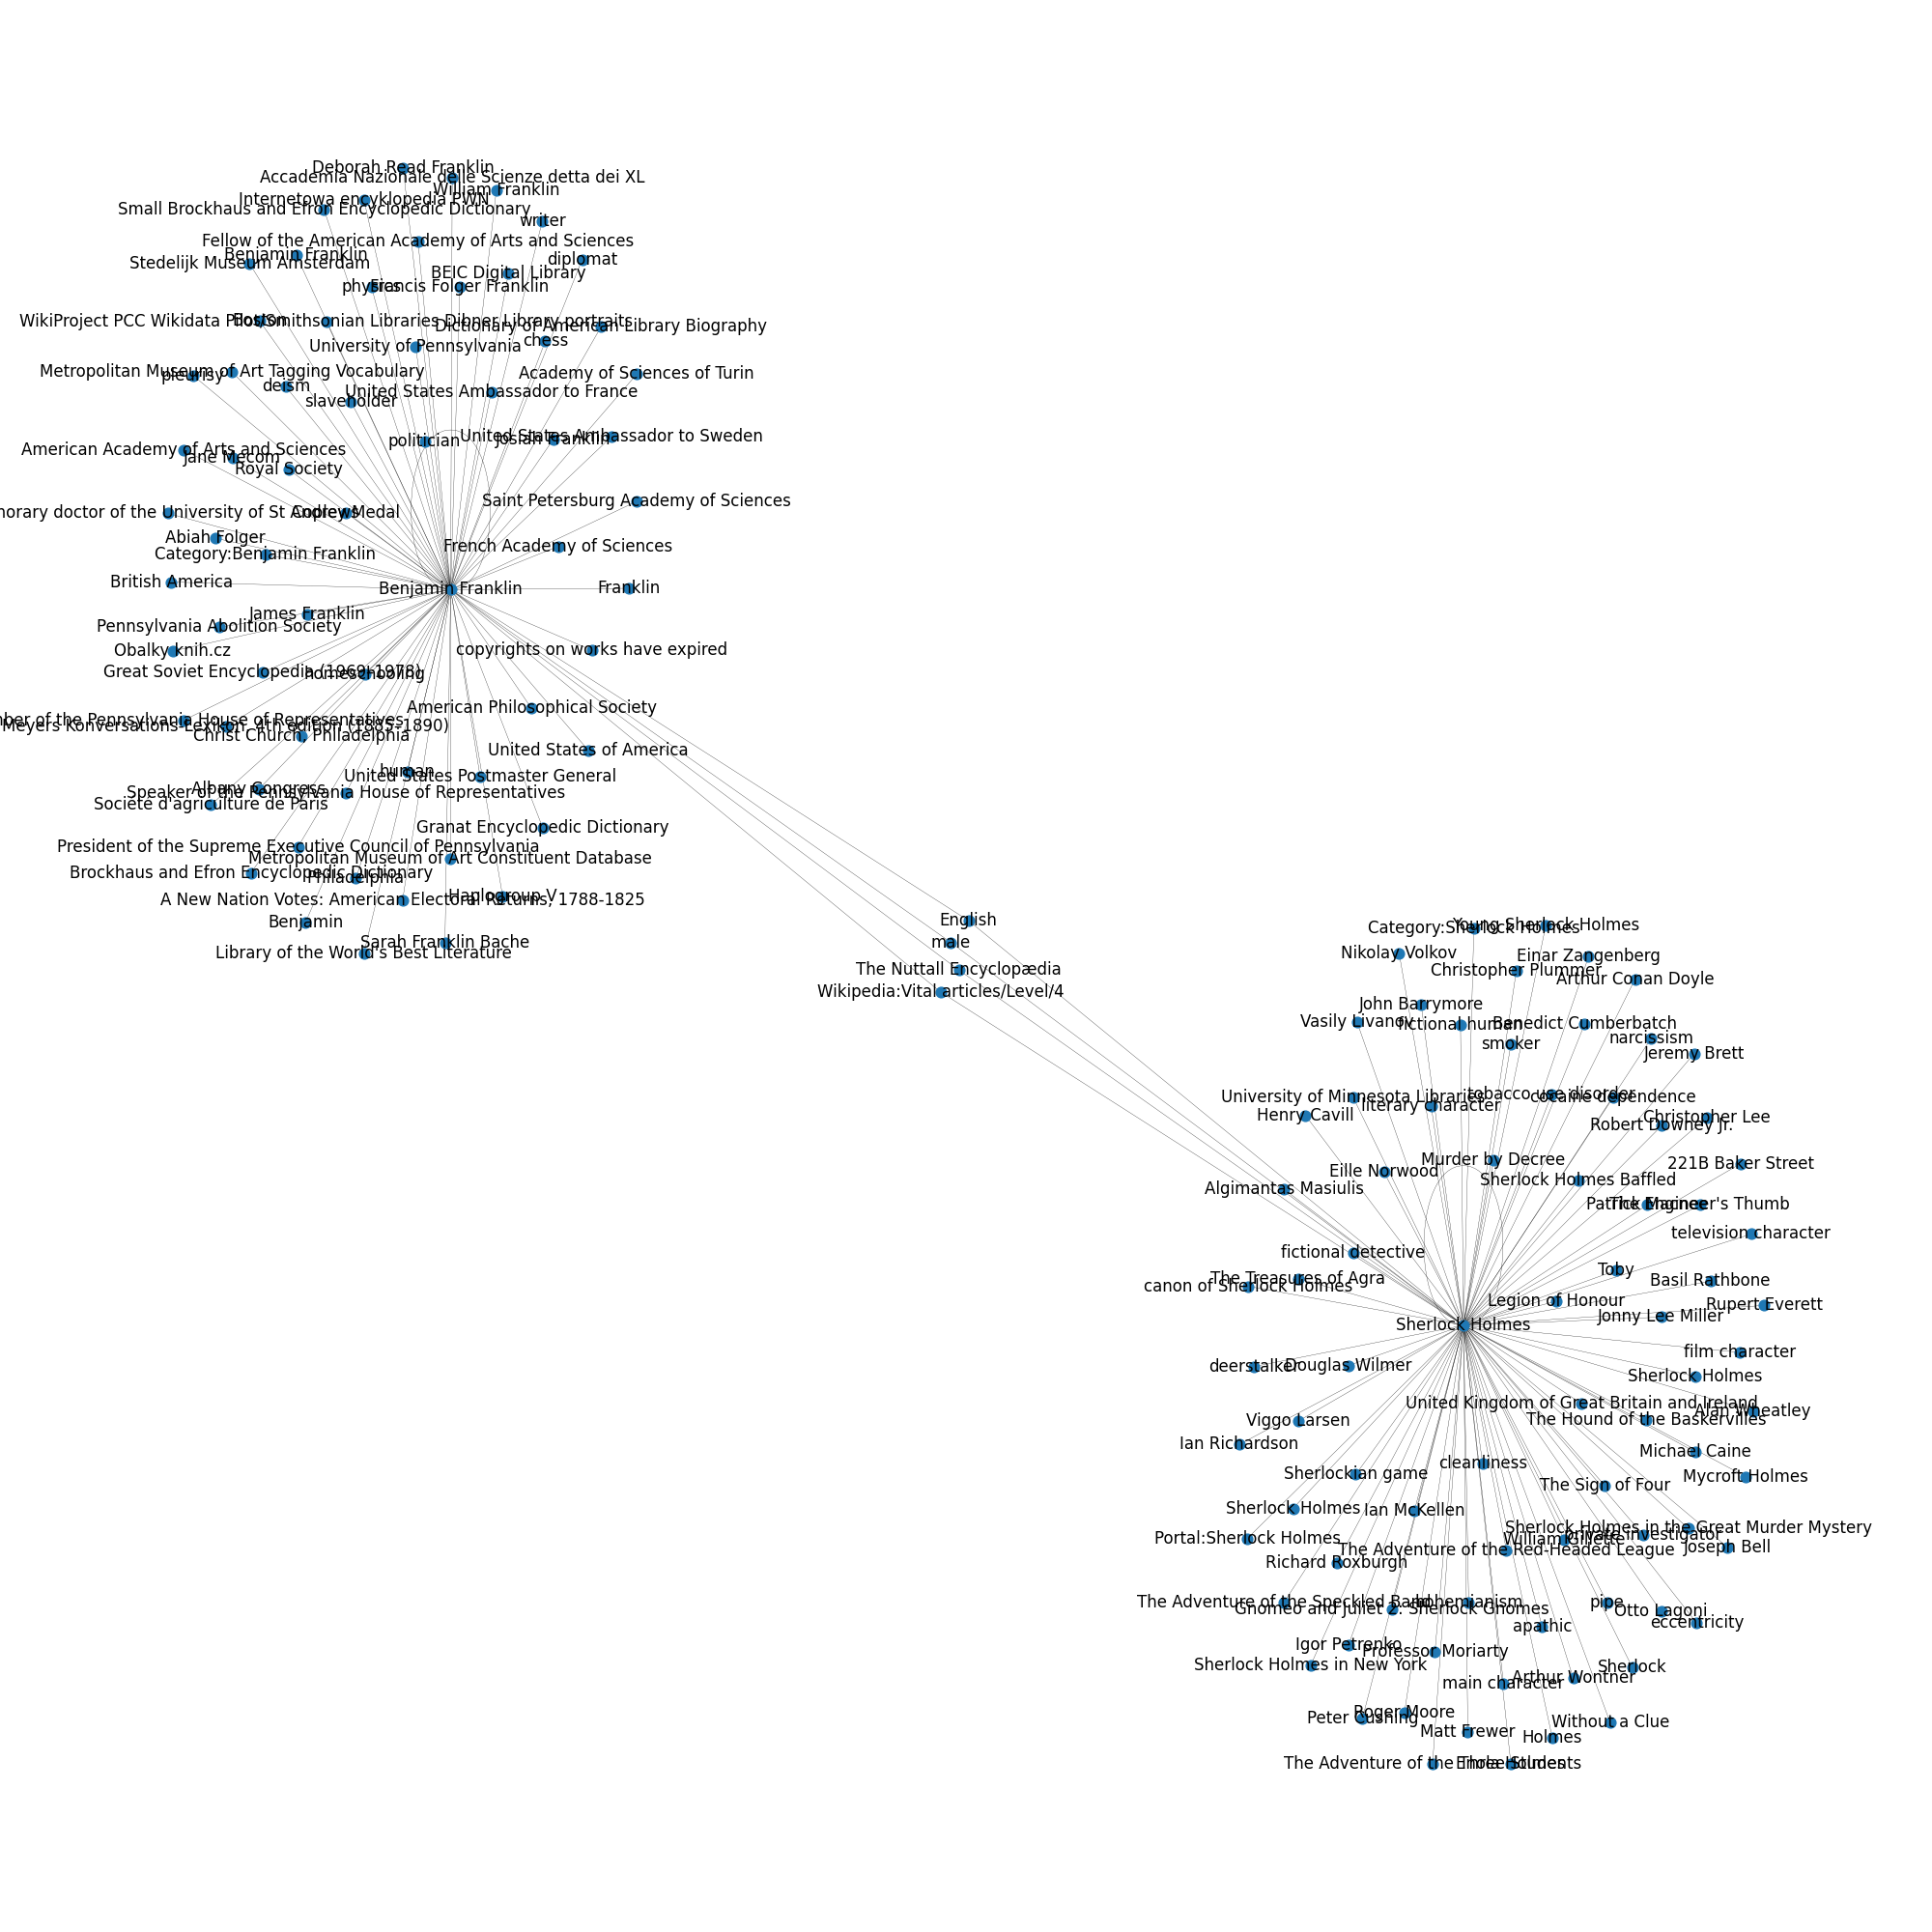 Deborah Read Franklin
Accademia Nazionale delle Scienze detta dei XL
William Franklin
Internetowa encyklopedia PWN
Small Brockhaus and Efron Encyclopedic Dictionary
writer
Fellow of the American Academy of Arts and Sciences
Benjamin Franklin
diplomat
Stedelijk Museum Amsterdam
BEIC Digital Library
physics
Francis Folger Franklin
WikiProject PCC Wikidata Pilot/Smithsonian Libraries Dibner Library portraits
Boston
Dictionary of American Library Biography
chess
University of Pennsylvania
Metropolitan Museum of Art Tagging Vocabulary
pleurisy
Academy of Sciences of Turin
deism
United States Ambassador to France
slaveholder
politician
United States Ambassador to Sweden
Josiah Franklin
American Academy of Arts and Sciences
Jane Mecom
Royal Society
Saint Petersburg Academy of Sciences
norary doctor of the University of St Andrews
Copley Medal
Abiah Folger
French Academy of Sciences
Category:Benjamin Franklin
British America
Benjamin Franklin
Franklin
James Franklin
Pennsylvania Abolition Society
Obalky knih.cz
copyrights on works have expired
Great Soviet Encyclopedia (1969–1978)
homeschooling
American Philosophical Society
ber of the Pennsylvania House of Representatives
Meyers Konversations-Lexikon, 4th edition (1885–1890)
Christ Church, Philadelphia
United States of America
human
United States Postmaster General
Albany Congress
Speaker of the Pennsylvania House of Representatives
Société d'agriculture de Paris
Granat Encyclopedic Dictionary
President of the Supreme Executive Council of Pennsylvania
Metropolitan Museum of Art Constituent Database
Brockhaus and Efron Encyclopedic Dictionary
Philadelphia
Haplogroup V
A New Nation Votes: American Electoral Returns, 1788-1825
Benjamin
Sarah Franklin Bache
Library of the World's Best Literature
English
male
The Nuttall Encyclopædia
Wikipedia:Vital articles/Level/4
Category:Sherlock Holmes
Young Sherlock Holmes
Nikolay Volkov
Einar Zangenberg
Christopher Plummer
Arthur Conan Doyle
John Barrymore
Vasily Livanov
fictional human
Benedict Cumberbatch
smoker
narcissism
Jeremy Brett
University of Minnesota Libraries
tobacco use disorder
cocaine dependence
literary character
Henry Cavill
Christopher Lee
Robert Downey Jr.
Murder by Decree
221B Baker Street
Eille Norwood
Sherlock Holmes Baffled
Algimantas Masiulis
Patrick Macnee
The Engineer's Thumb
television character
fictional detective
Toby
The Treasures of Agra
canon of Sherlock Holmes
Basil Rathbone
Legion of Honour
Rupert Everett
Jonny Lee Miller
Sherlock Holmes
film character
deerstalker
Douglas Wilmer
Sherlock Holmes
United Kingdom of Great Britain and Ireland
Alan Wheatley
Viggo Larsen
The Hound of the Baskervilles
Ian Richardson
Michael Caine
cleanliness
Sherlockian game
Mycroft Holmes
The Sign of Four
Sherlock Holmes
Ian McKellen
Sherlock Holmes in the Great Murder Mystery
private investigator
Portal:Sherlock Holmes
William Gillette
Joseph Bell
The Adventure of the Red-Headed League
Richard Roxburgh
The Adventure of the Speckled Band
bohemianism
pipe
Gnomeo and Juliet 2: Sherlock Gnomes
Otto Lagoni
eccentricity
apathic
Igor Petrenko
Professor Moriarty
Sherlock Holmes in New York
Sherlock
Arthur Wontner
main character
Roger Moore
Peter Cushing
Without a Clue
Matt Frewer
Holmes
The Adventure of the Three Students
Enola Holmes